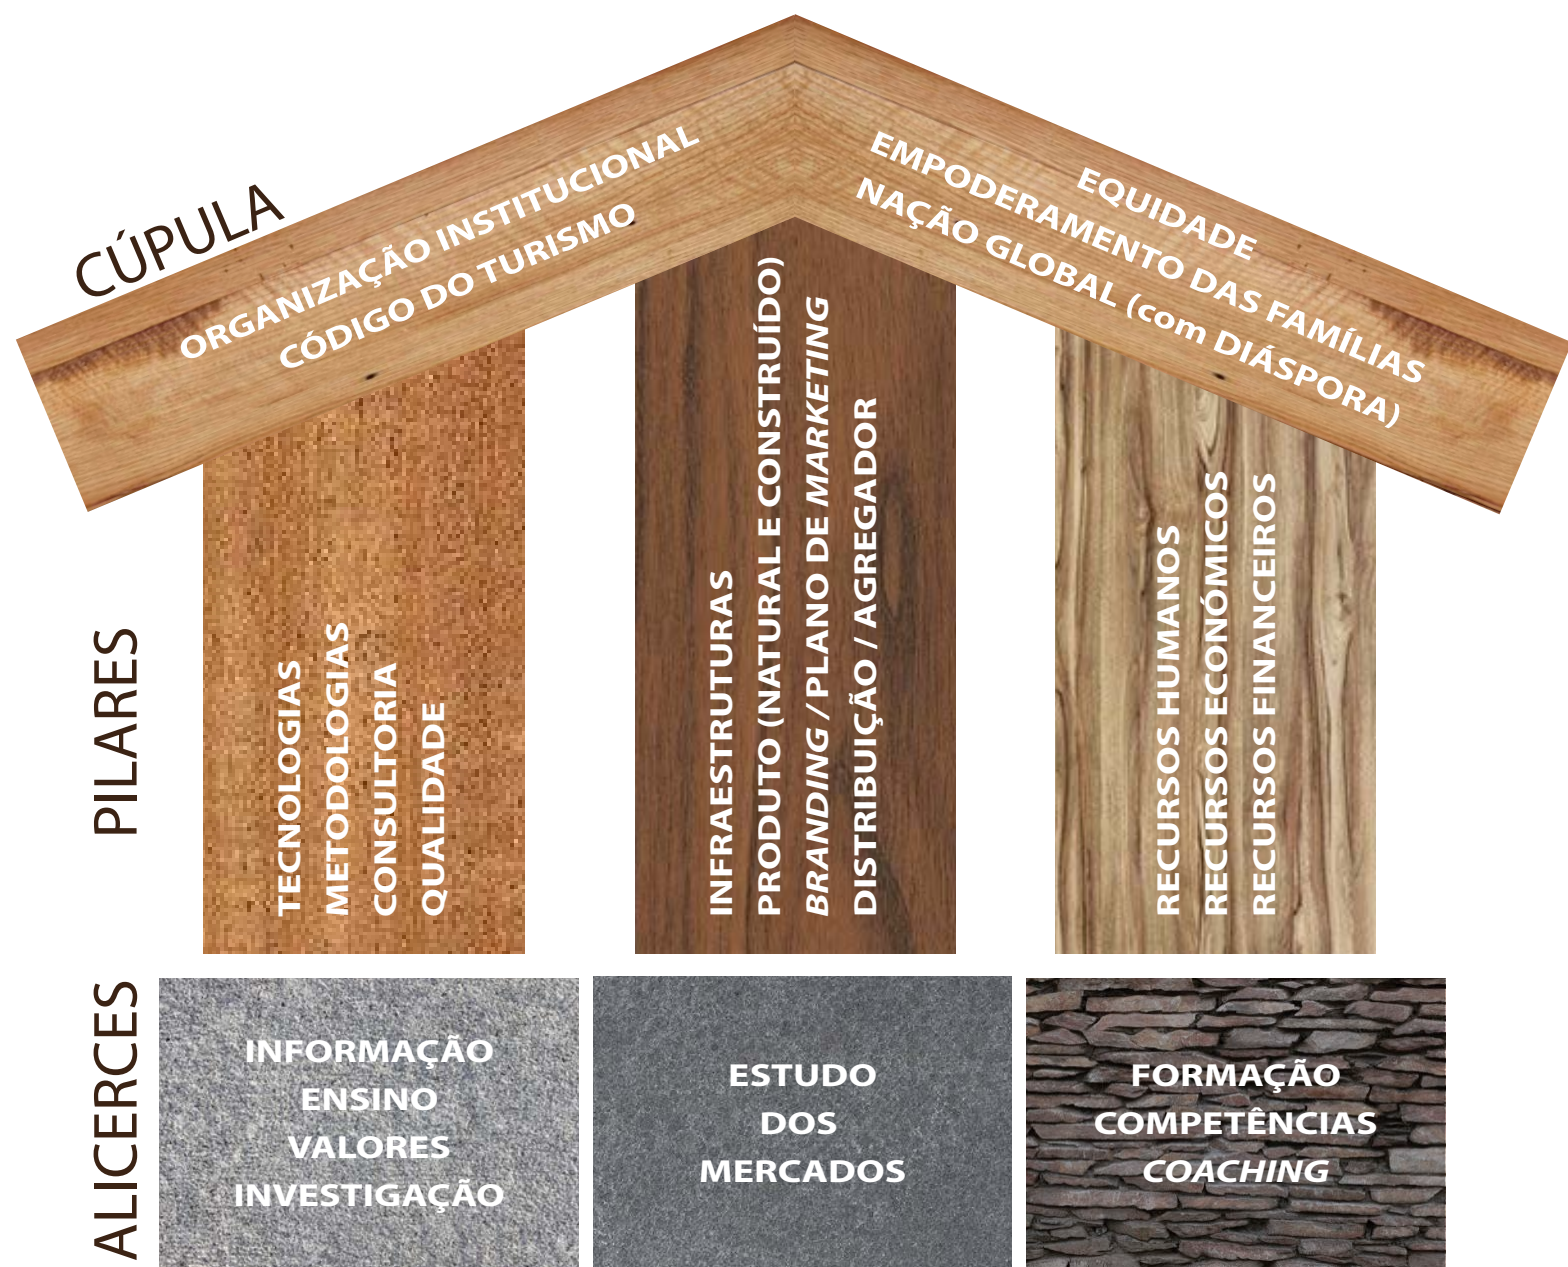 CÚPULA
ORGANIZAÇÃO INSTITUCIONAL
CÓDIGO DO TURISMO
EQUIDADE
EMPODERAMENTO DAS FAMÍLIAS
NAÇÃO GLOBAL (com DIÁSPORA)
PILARES
TECNOLOGIAS
METODOLOGIAS
CONSULTORIA
QUALIDADE
INFRAESTRUTURAS
PRODUTO (NATURAL E CONSTRUÍDO)
BRANDING / PLANO DE MARKETING
DISTRIBUIÇÃO / AGREGADOR
RECURSOS HUMANOS
RECURSOS ECONÓMICOS
RECURSOS FINANCEIROS
ALICERCES
INFORMAÇÃO
ENSINO
VALORES
INVESTIGAÇÃO
ESTUDO
DOS
MERCADOS
FORMAÇÃO
COMPETÊNCIAS
COACHING